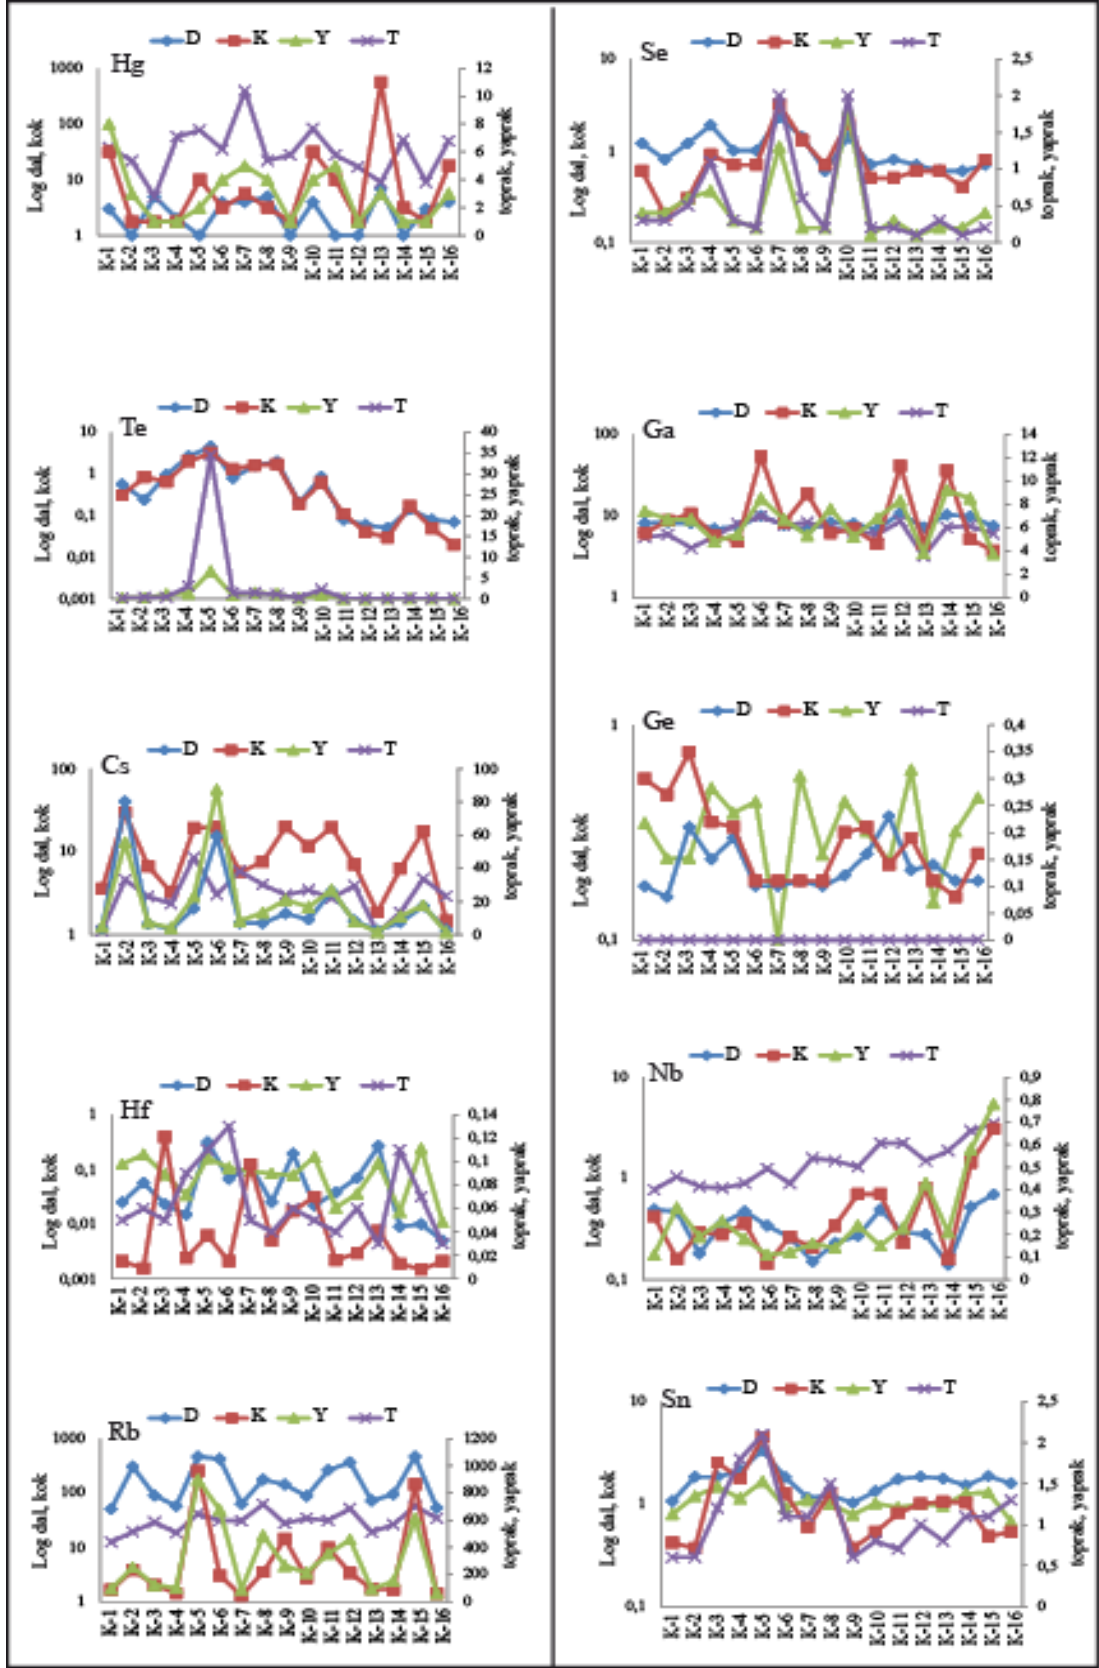 D K Y T
Hg
Log dal, kok
1000
100
10
1
12
10
8
6
4
2
0
toprak, yaprak
K-1 K-2 K-3 K-4 K-5 K-6 K-7 K-8 K-9 K-10 K-11 K-12 K-13 K-14 K-15 K-16
D K Y T
Te
Log dal, kok
10
1
0,1
0,01
0,001
40
35
30
25
20
15
10
5
0
toprak, yaprak
K-1 K-2 K-3 K-4 K-5 K-6 K-7 K-8 K-9 K-10 K-11 K-12 K-13 K-14 K-15 K-16
D K Y T
Cs
Log dal, kok
100
10
1
100
80
60
40
20
0
toprak, yaprak
K-1 K-2 K-3 K-4 K-5 K-6 K-7 K-8 K-9 K-10 K-11 K-12 K-13 K-14 K-15 K-16
D K Y T
Hf
Log dal, kok
1
0,1
0,01
0,001
0,14
0,12
0,1
0,08
0,06
0,04
0,02
0
toprak, yaprak
K-1 K-2 K-3 K-4 K-5 K-6 K-7 K-8 K-9 K-10 K-11 K-12 K-13 K-14 K-15 K-16
D K Y T
Rb
Log dal, kok
1000
100
10
1
1200
1000
800
600
400
200
0
toprak, yaprak
K-1 K-2 K-3 K-4 K-5 K-6 K-7 K-8 K-9 K-10 K-11 K-12 K-13 K-14 K-15 K-16
D K Y T
Se
Log dal, kok
10
1
0,1
2,5
2
1,5
1
0,5
0
toprak, yaprak
K-1 K-2 K-3 K-4 K-5 K-6 K-7 K-8 K-9 K-10 K-11 K-12 K-13 K-14 K-15 K-16
D K Y T
Ga
Log dal, kok
100
10
1
14
12
10
8
6
4
2
0
toprak, yaprak
K-1 K-2 K-3 K-4 K-5 K-6 K-7 K-8 K-9 K-10 K-11 K-12 K-13 K-14 K-15 K-16
D K Y T
Ge
Log dal, kok
1
0,1
0,4
0,35
0,3
0,25
0,2
0,15
0,1
0,05
0
toprak, yaprak
K-1 K-2 K-3 K-4 K-5 K-6 K-7 K-8 K-9 K-10 K-11 K-12 K-13 K-14 K-15 K-16
D K Y T
Nb
Log dal, kok
10
1
0,1
0,9
0,8
0,7
0,6
0,5
0,4
0,3
0,2
0,1
0
toprak, yaprak
K-1 K-2 K-3 K-4 K-5 K-6 K-7 K-8 K-9 K-10 K-11 K-12 K-13 K-14 K-15 K-16
D K Y T
Sn
Log dal, kok
10
1
0,1
2,5
2
1,5
1
0,5
0
toprak, yaprak
K-1 K-2 K-3 K-4 K-5 K-6 K-7 K-8 K-9 K-10 K-11 K-12 K-13 K-14 K-15 K-16